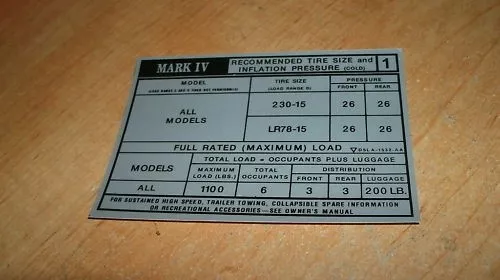 MARK IV RECOMMENDED TIRE SIZE and
INFLATION PRESSURE (COLD) 1
MODEL TIRE SIZE PRESSURE
(LOAD RANGE D) FRONT REAR
ALL MODELS 230-15 26 26
LR78-15 26 26
FULL RATED (MAXIMUM) LOAD
TOTAL LOAD = OCCUPANTS PLUS LUGGAGE
MODELS MAXIMUM LOAD (LBS.) TOTAL OCCUPANTS DISTRIBUTION
FRONT REAR LUGGAGE
ALL 1100 6 3 3 200 LB.
FOR SUSTAINED HIGH SPEED, TRAILER TOWING, COLLAPSIBLE SPARE INFORMATION
OR RECREATIONAL ACCESSORIES—SEE OWNER'S MANUAL